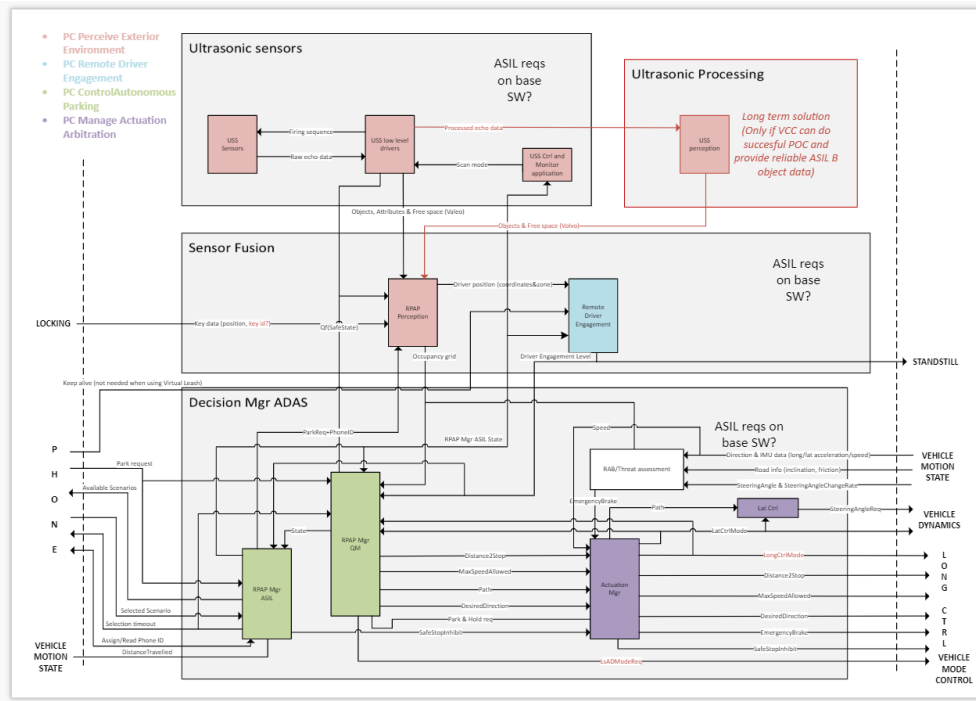 PC Perceive Exterior
Environment
PC Remote Driver
Engagement
PC ControlAutonomous
Parking
PC Manage Actuation
Arbitration
Ultrasonic sensors
ASIL reqs
on base
SW?
USS
Sensors
Firing sequence
Raw echo data
USS low level
drivers
Processed echo data
Scan mode
USS Ctrl and
Monitor
application
Ultrasonic Processing
USS
perception
Long term solution
(Only if VCC can do
succesful POC and
provide reliable ASIL B
object data)
Objects, Attributes & Free space (Valeo)
Objects & Free space (Volvo)
Sensor Fusion
ASIL reqs
on base
SW?
RPAP
Perception
Driver position (coordinates&zone)
Remote
Driver
Engagement
LOCKING
Key data (position, key id?)
Qf(SafeState)
Occupancy grid
Driver Engagement Level
STANDSTILL
Keep alive (not needed when using Virtual Leash)
Decision Mgr ADAS
ASIL reqs on
base SW?
ParkReq+PhoneID
RPAP Mgr ASIL State
Speed
RAB/Threat assessment
Direction & IMU data (long/lat acceleration/speed)
Road info (inclination, friction)
SteeringAngle & SteeringAngleChangeRate
VEHICLE
MOTION
STATE
P
H
O
N
E
Park request
Available Scenarios
EmergencyBrake
Path
Lat Ctrl
SteeringAngleReq
VEHICLE
DYNAMICS
State
RPAP Mgr
QM
LatCtrlMode
Distance2Stop
LongCtrlMode
RPAP Mgr
ASIL
MaxSpeedAllowed
Path
DesiredDirection
Park & Hold req
SafeStopInhibit
Actuation
Mgr
Distance2Stop
MaxSpeedAllowed
DesiredDirection
EmergencyBrake
SafeStopInhibit
L
O
N
G
C
T
R
L
Selected Scenario
Selection timeout
Assign/Read Phone ID
DistanceTravelled
VEHICLE
MOTION
STATE
LsADModeReq
VEHICLE
MODE
CONTROL